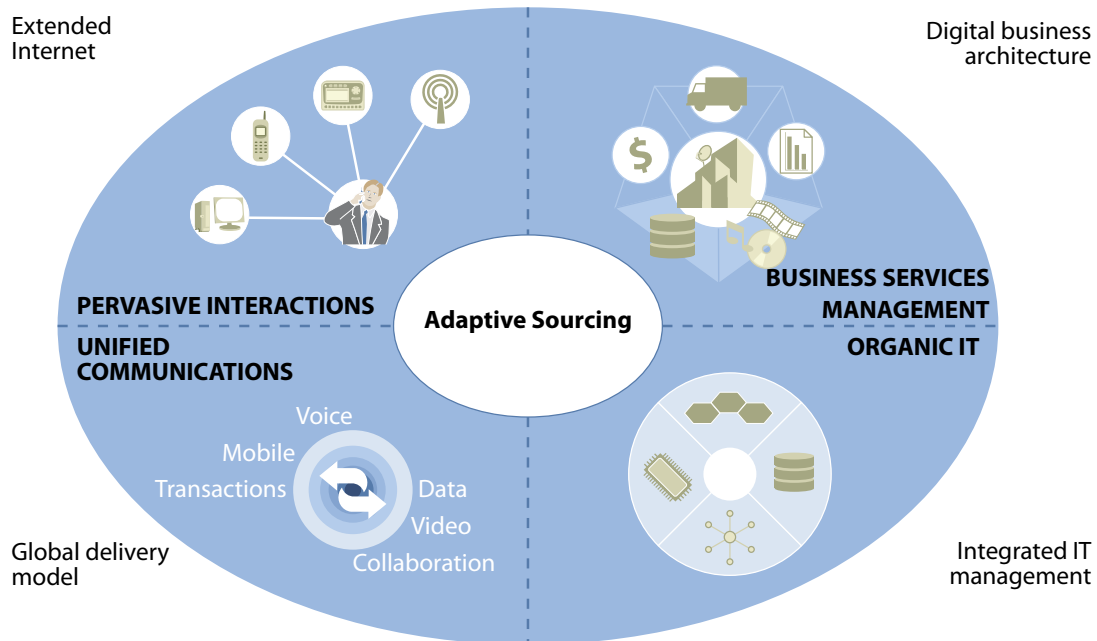 Extended
Internet
Digital business
architecture
$
PERVASIVE INTERACTIONS
BUSINESS SERVICES
MANAGEMENT
Adaptive Sourcing
UNIFIED
COMMUNICATIONS
ORGANIC IT
Voice
Mobile
Transactions
Data
Video
Collaboration
Global delivery
model
Integrated IT
management